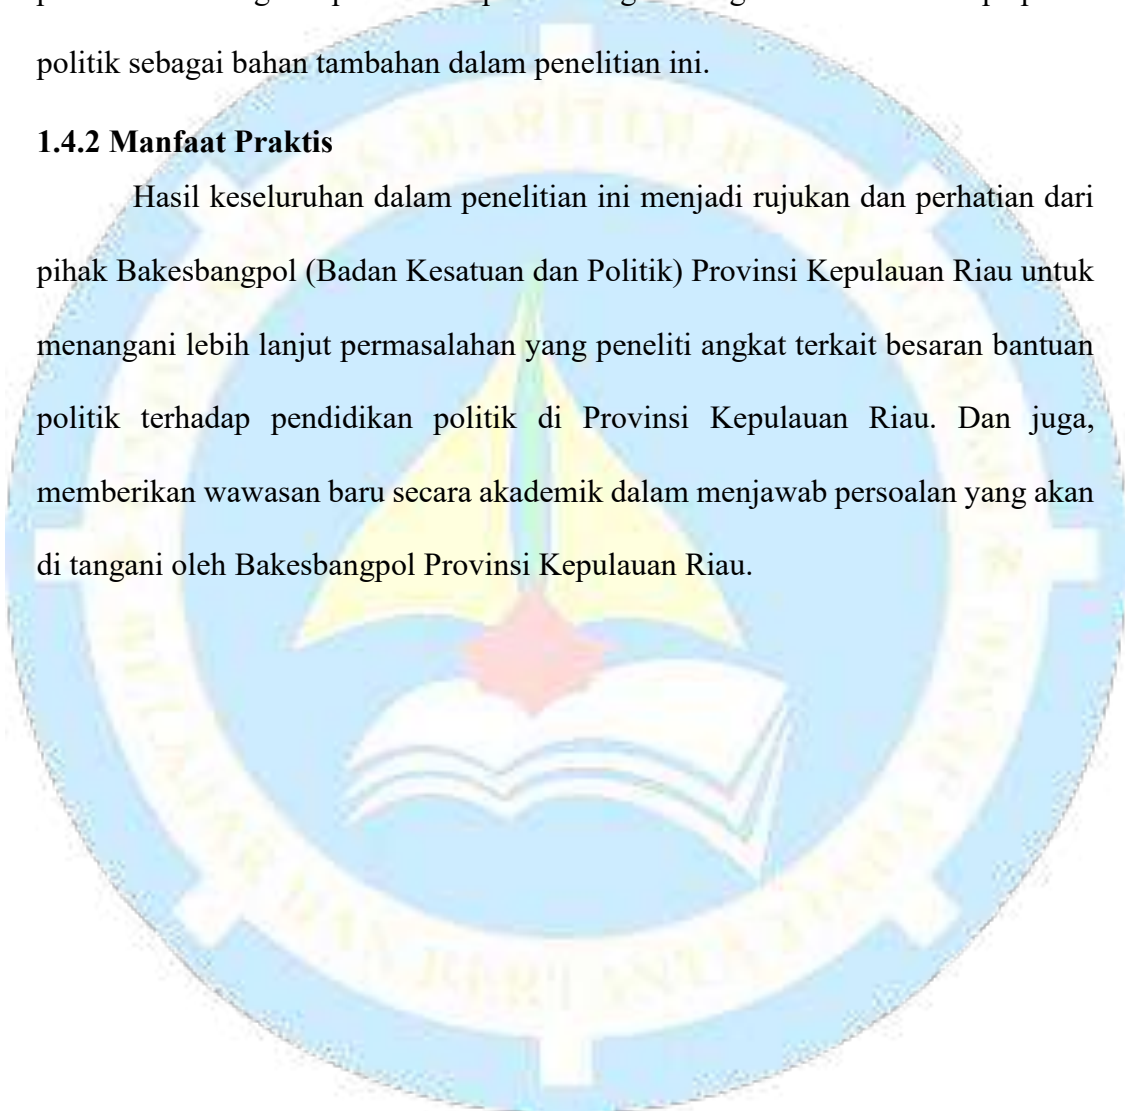 politik sebagai bahan tambahan dalam penelitian ini.
1.4.2 Manfaat Praktis
Hasil keseluruhan dalam penelitian ini menjadi rujukan dan perhatian dari
pihak Bakesbangpol (Badan Kesatuan dan Politik) Provinsi Kepulauan Riau untuk
menangani lebih lanjut permasalahan yang peneliti angkat terkait besaran bantuan
politik terhadap pendidikan politik di Provinsi Kepulauan Riau. Dan juga,
memberikan wawasan baru secara akademik dalam menjawab persoalan yang akan
di tangani oleh Bakesbangpol Provinsi Kepulauan Riau.